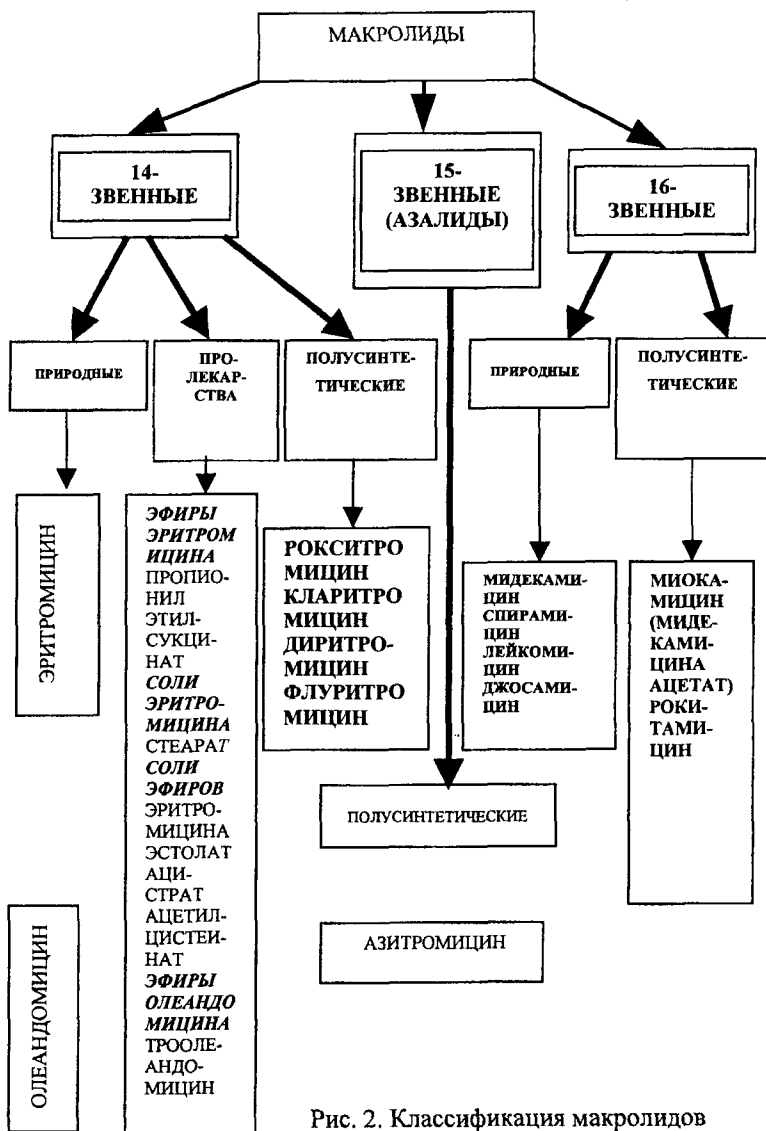 МАКРОЛИДЫ
14-
ЗВЕННЫЕ
15-
ЗВЕННЫЕ
(АЗАЛИДЫ)
16-
ЗВЕННЫЕ
ПРИРОДНЫЕ
ПРО-
ЛЕКАР-
СТВА
ПОЛУСИНТЕ-
ТИЧЕСКИЕ
ПРИРОДНЫЕ
ПОЛУСИНТЕ-
ТИЧЕСКИЕ
ЭРИТРОМИЦИН
ОЛЕАНДОМИЦИН
ЭФИРЫ
ЭРИТРОМ
ИЦИНА
ПРОПИО-
НИЛ
ЭТИЛ-
СУКЦИ-
НАТ
СОЛИ
ЭРИТРО-
МИЦИНА
СТЕАРАТ
СОЛИ
ЭФИРОВ
ЭРИТРО-
МИЦИНА
ЭСТОЛАТ
АЦИ-
СТРАТ
АЦЕТИЛ-
ЦИСТЕИ-
НАТ
ЭФИРЫ
ОЛЕАНДО
МИЦИНА
ТРООЛЕ-
АНДО-
МИЦИН
РОКСИТРО
МИЦИН
КЛАРИТРО
МИЦИН
ДИРИТРО-
МИЦИН
ФЛУРИТРО
МИЦИН
ПОЛУСИНТЕТИЧЕСКИЕ
АЗИТРОМИЦИН
МИДЕКАМИ-
ЦИН
СПИРАМИ-
ЦИН
ЛЕЙКОМИ-
ЦИН
ДЖОСАМИ-
ЦИН
МИОКА-
МИЦИН
(МИДЕ-
КАМИ-
ЦИНА
АЦЕТАТ)
РОКИ-
ТАМИ-
ЦИН
Рис. 2. Классификация макролидов